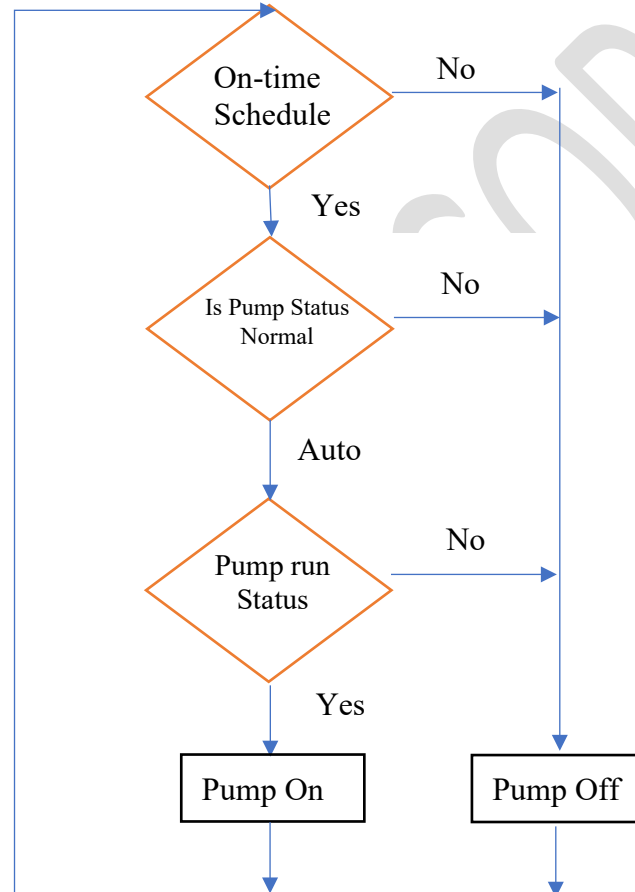 On-time
Schedule
No
Yes
Is Pump Status
Normal
No
Auto
Pump run
Status
No
Yes
Pump On
Pump Off